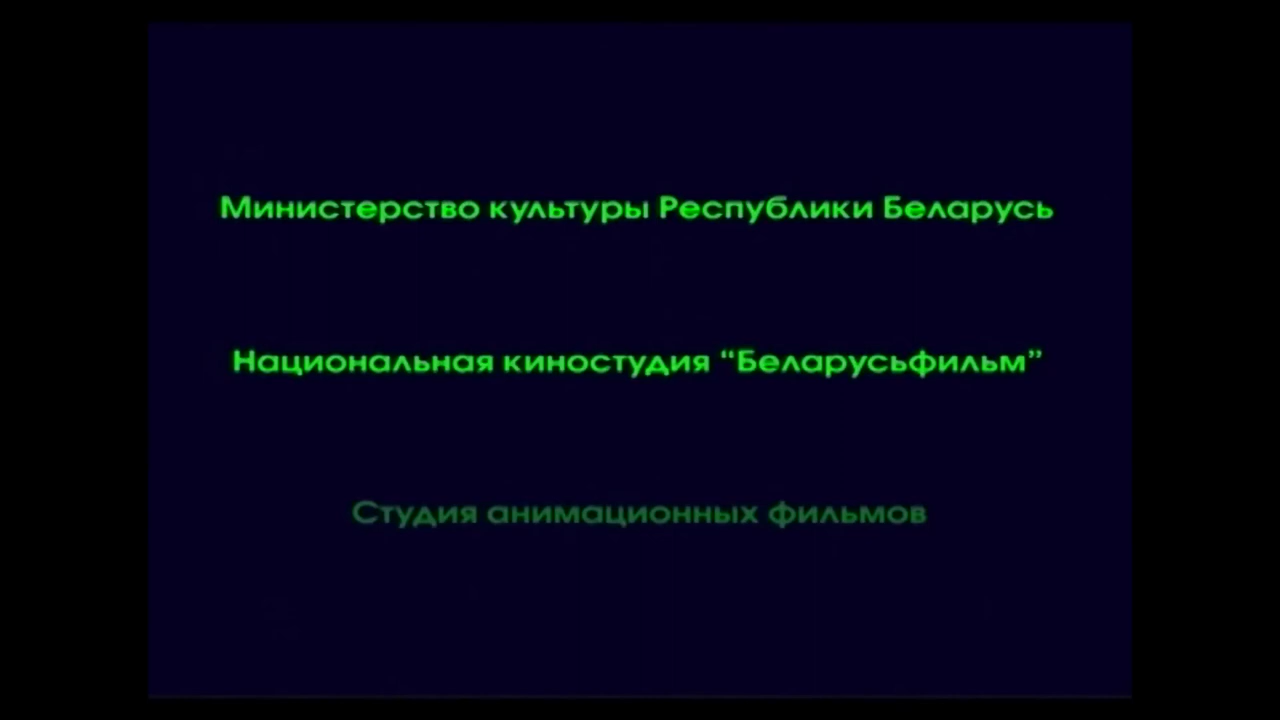 Министерство культуры Республики Беларусь
Национальная киностудия “Беларусьфильм”
Студия анимационных фильмов